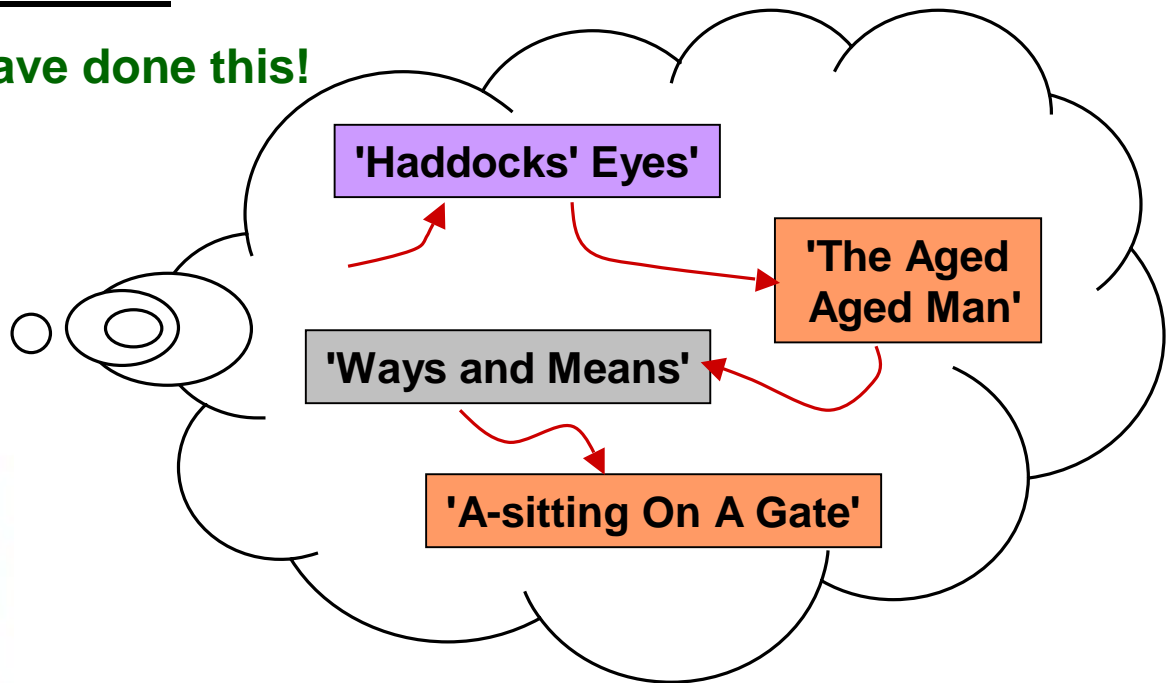 ave done this!
'Haddocks' Eyes'
'The Aged
Aged Man'
'Ways and Means'
'A-sitting On A Gate'